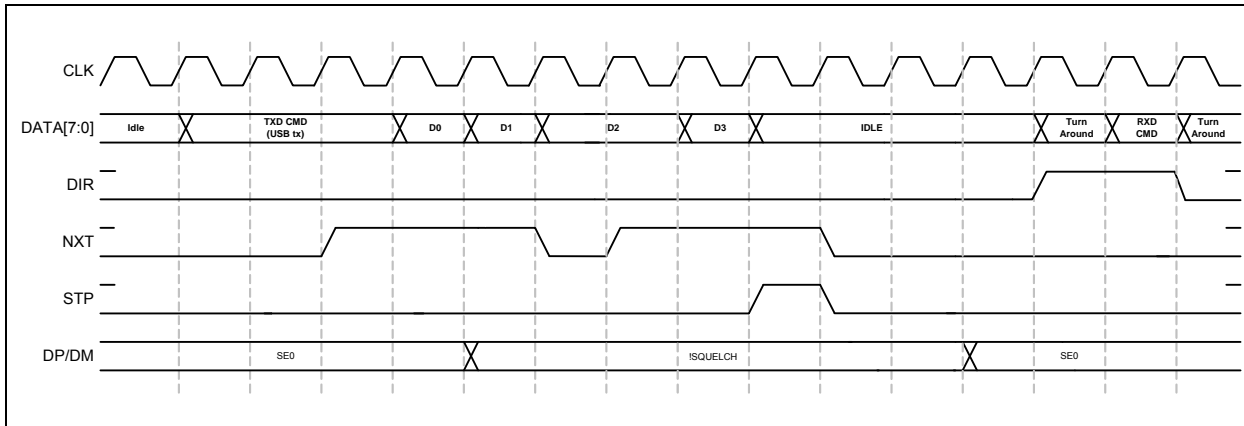 CLK
DATA[7:0]
Idle
TXD CMD
(USB tx)
D0
D1
D2
D3
IDLE
Turn
Around
RXD
CMD
Turn
Around
DIR
NXT
STP
DP/DM
SE0
!SQUELCH
SE0